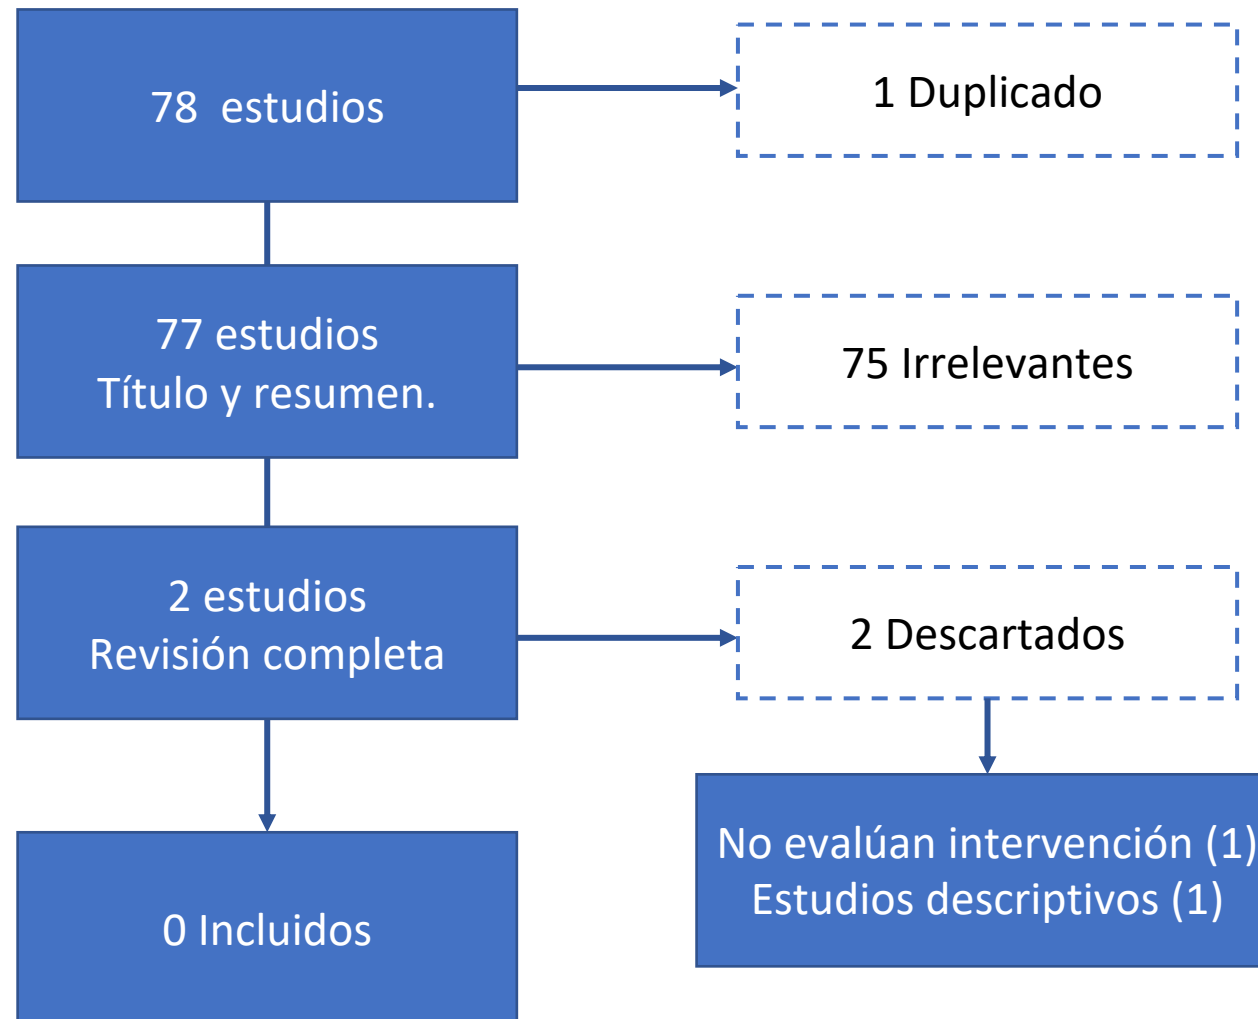 78  estudios
1 Duplicado
77 estudios
Título y resumen.
75 Irrelevantes
2 estudios
Revisión completa
2 Descartados
No evalúan intervención (1)
Estudios descriptivos (1)
0 Incluidos